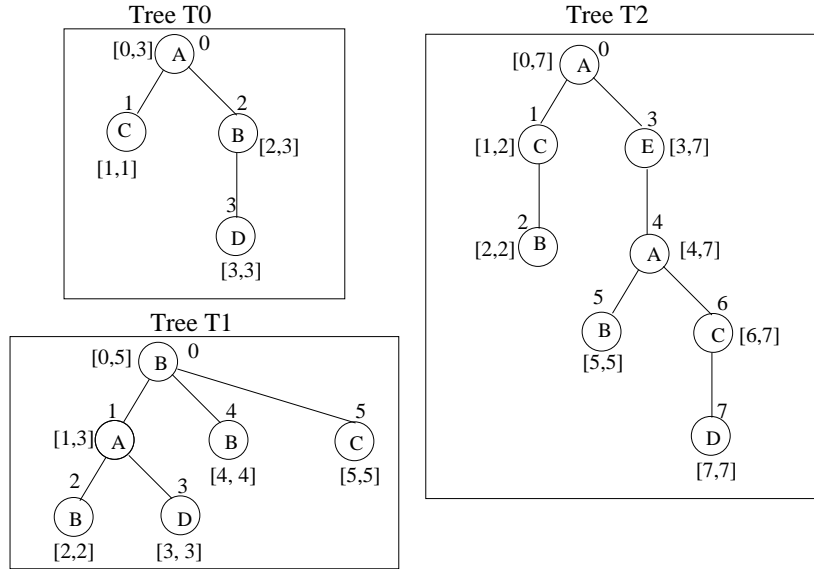 Tree T0
[0,3] A 0
1 2
C B [2,3]
[1,1]
3
D
[3,3]
Tree T1
[0,5] B 0
1 4 5
[1,3] A B C
[4, 4] [5,5]
2 3
B D
[2,2] [3, 3]
Tree T2
0
[0,7] A
1 3
[1,2] C E [3,7]
2 4
[2,2] B A [4,7]
5 6
B C [6,7]
[5,5]
7
D
[7,7]